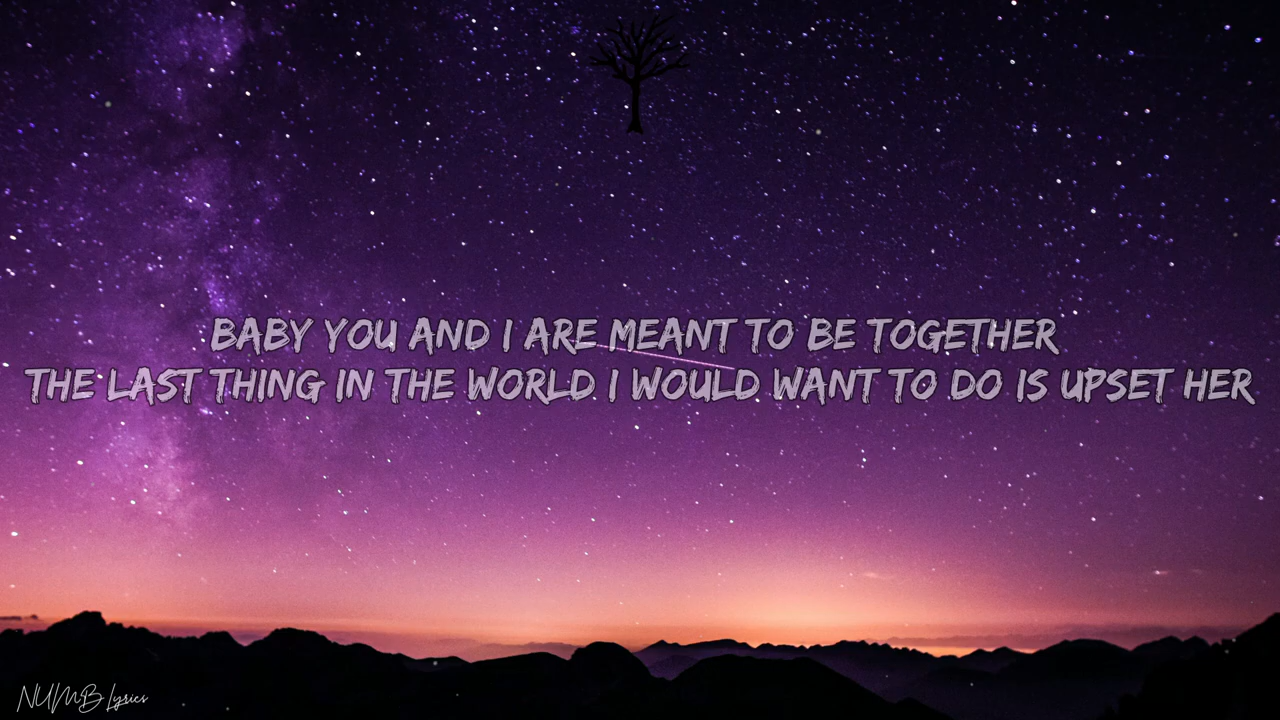 BABY YOU AND I ARE MEANT TO BE TOGETHER
THE LAST THING IN THE WORLD I WOULD WANT TO DO IS UPSET HER
NUMB Lyrics